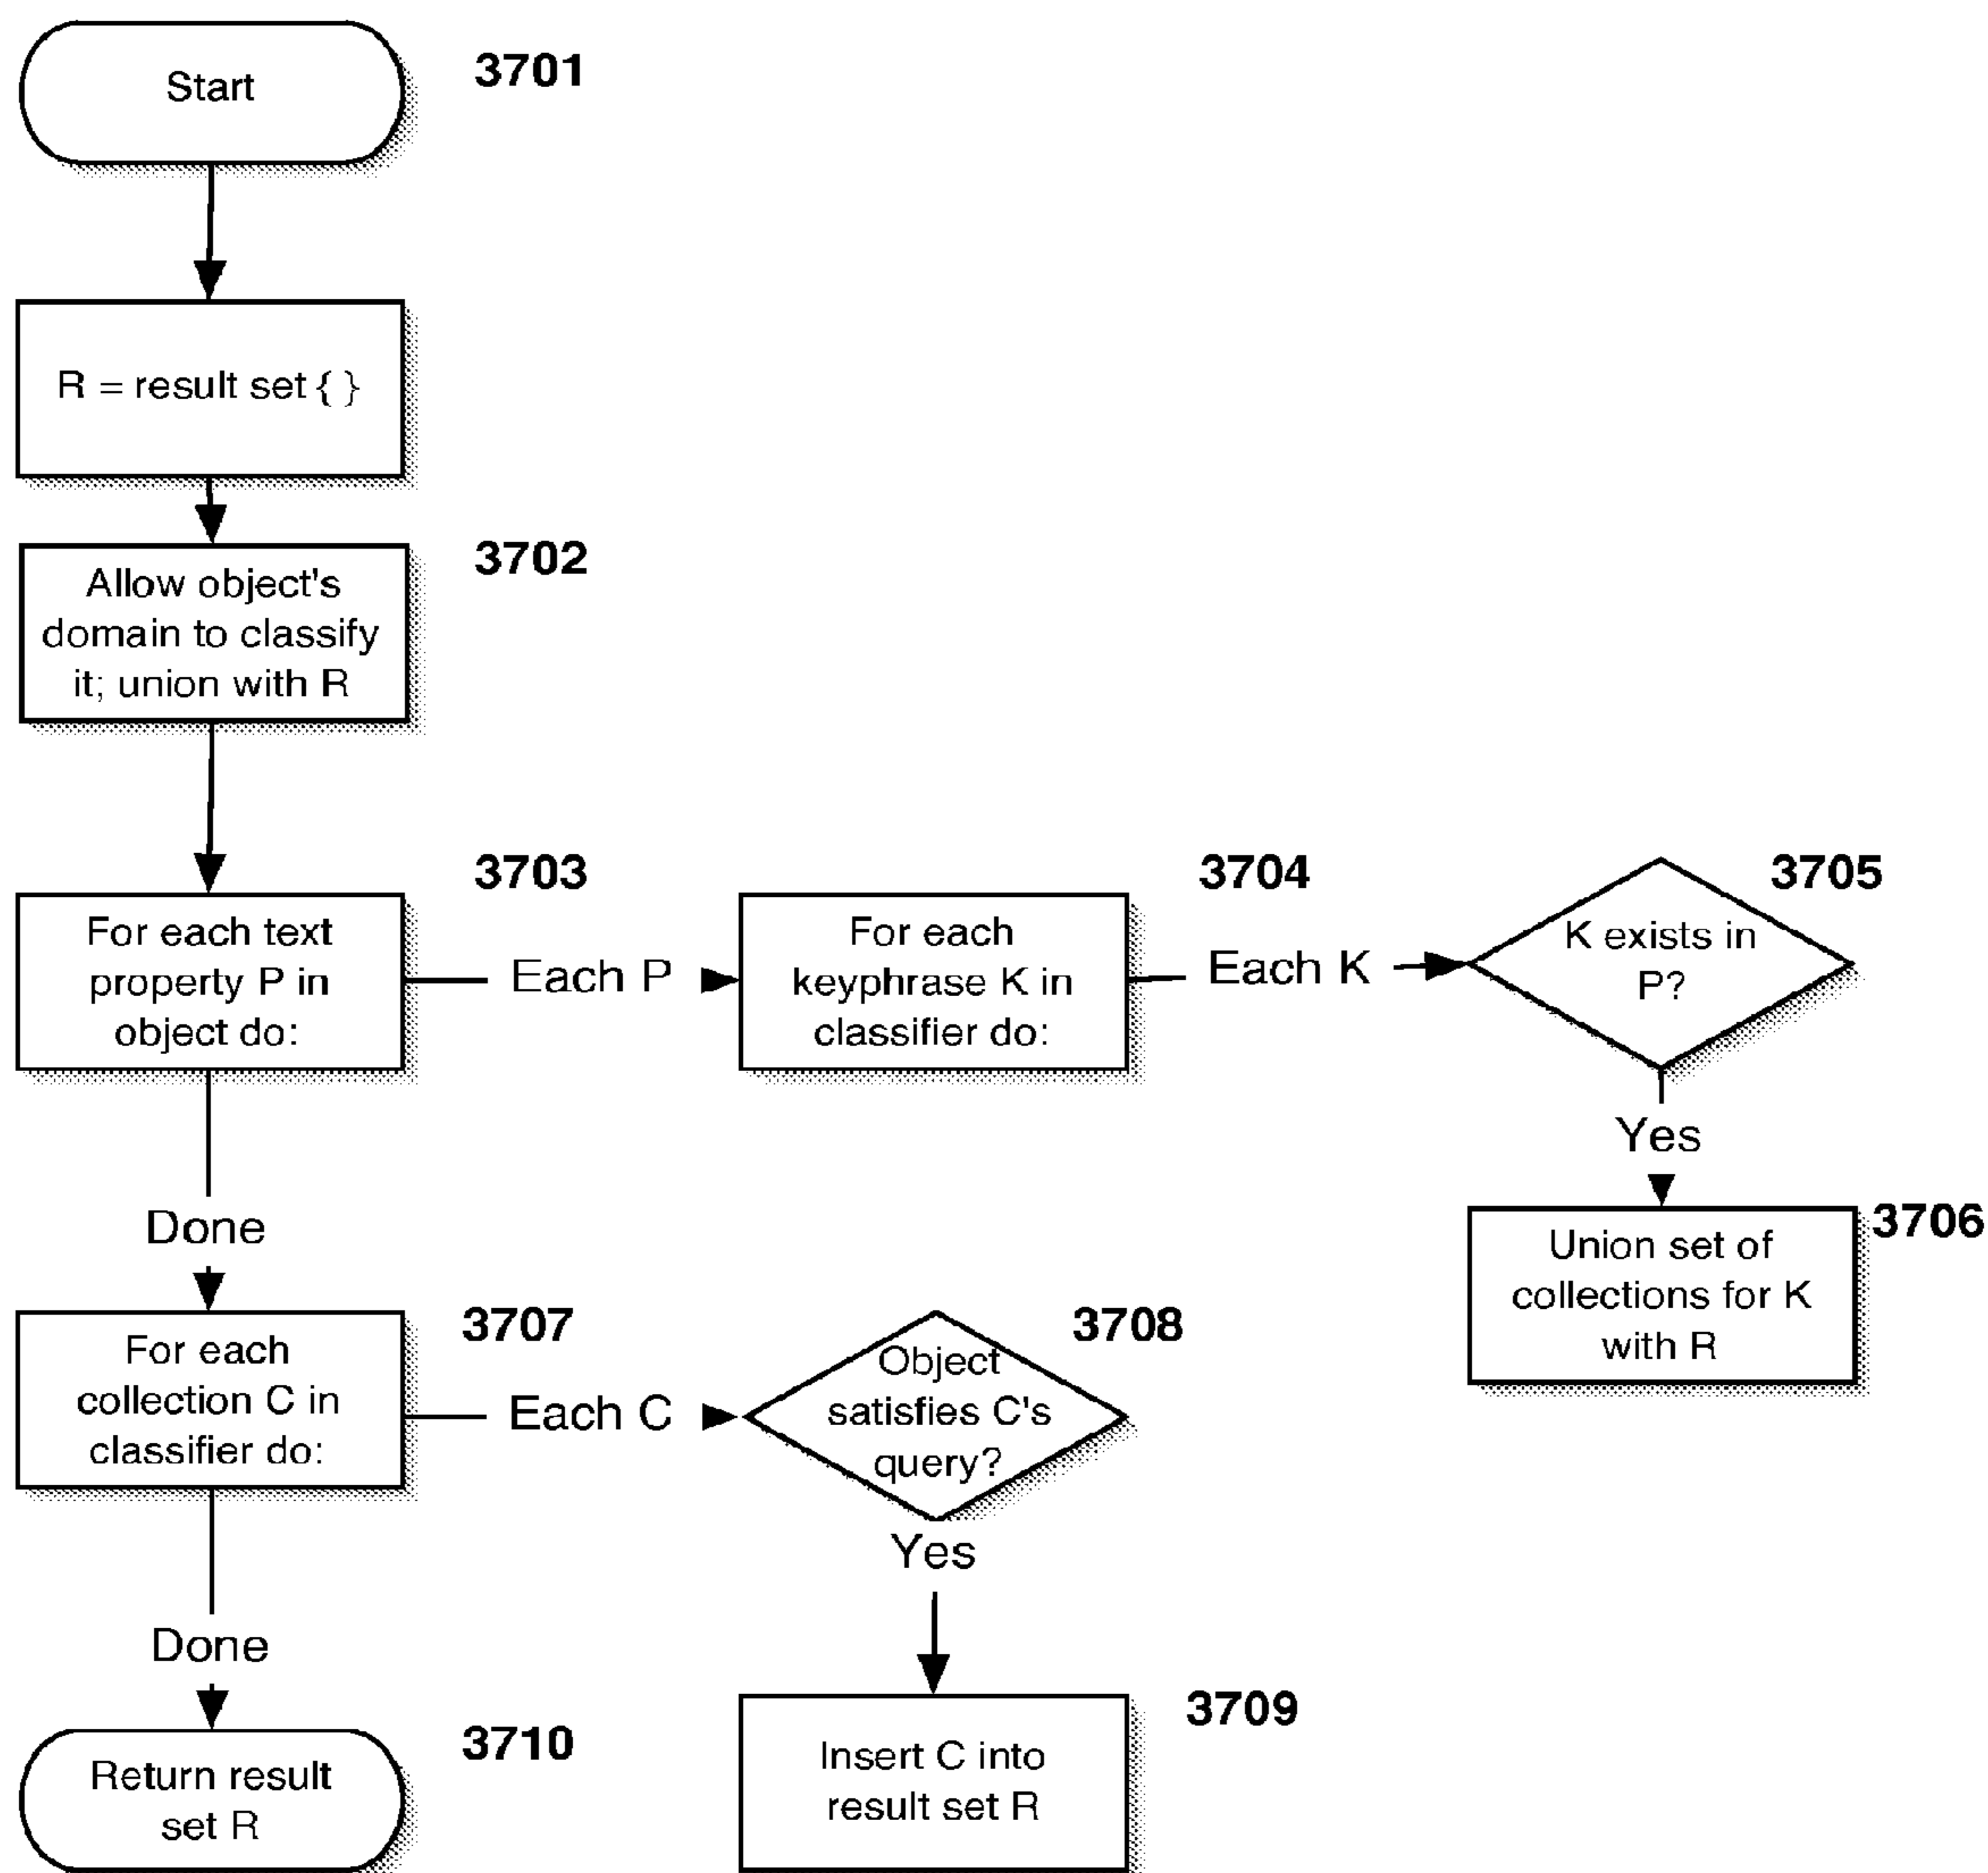 Start
3701
R = result set { }
3702
Allow object's
domain to classify
it; union with R
3703
For each text
property P in
object do:
Each P
3704
For each
keyphrase K in
classifier do:
Each K
3705
K exists in
P?
Yes
3706
Union set of
collections for K
with R
Done
3707
For each
collection C in
classifier do:
Each C
3708
Object
satisfies C's
query?
Yes
3709
Insert C into
result set R
Done
3710
Return result
set R